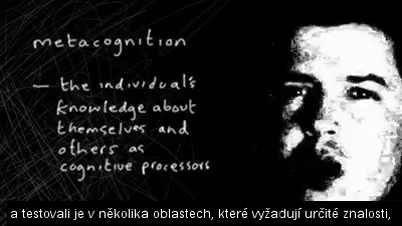 metacognition
– the individual's
knowledge about
themselves and
others as
cognitive processors
a testovali je v několika oblastech, které vyžadují určité znalosti,